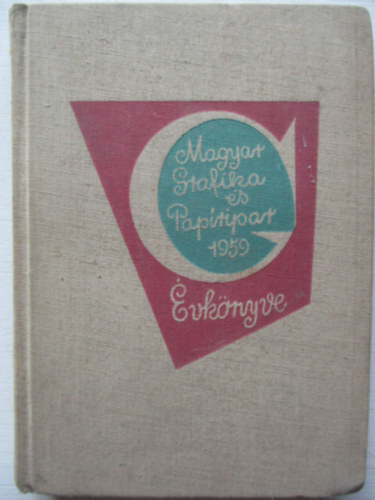 Magyar
Grafika
és
Papíripar
1959
Évkönyve